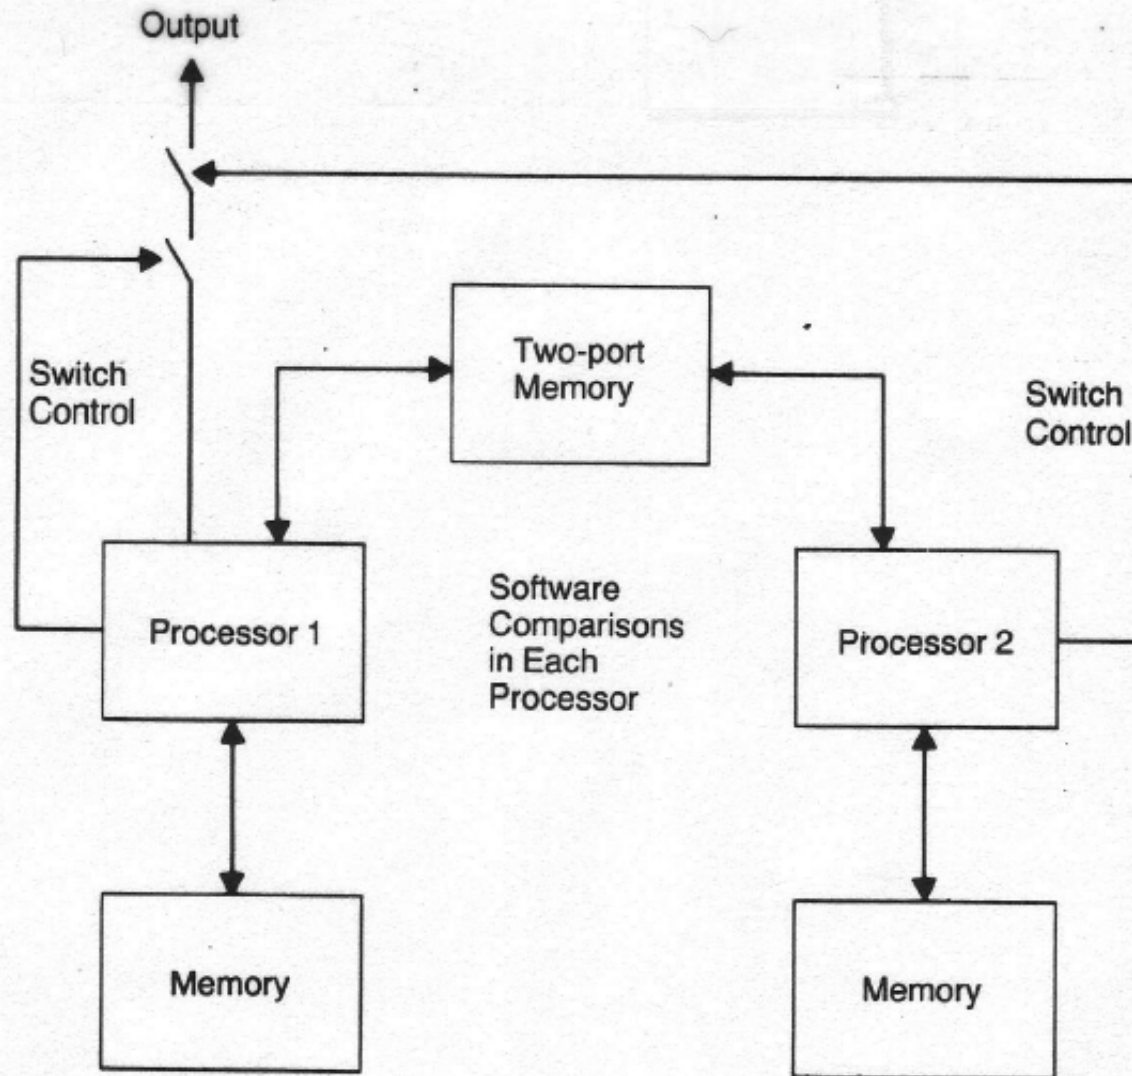 Output
Two-port
Memory
Switch
Control
Switch
Control
Software
Comparisons
in Each
Processor
Processor 1
Processor 2
Memory
Memory